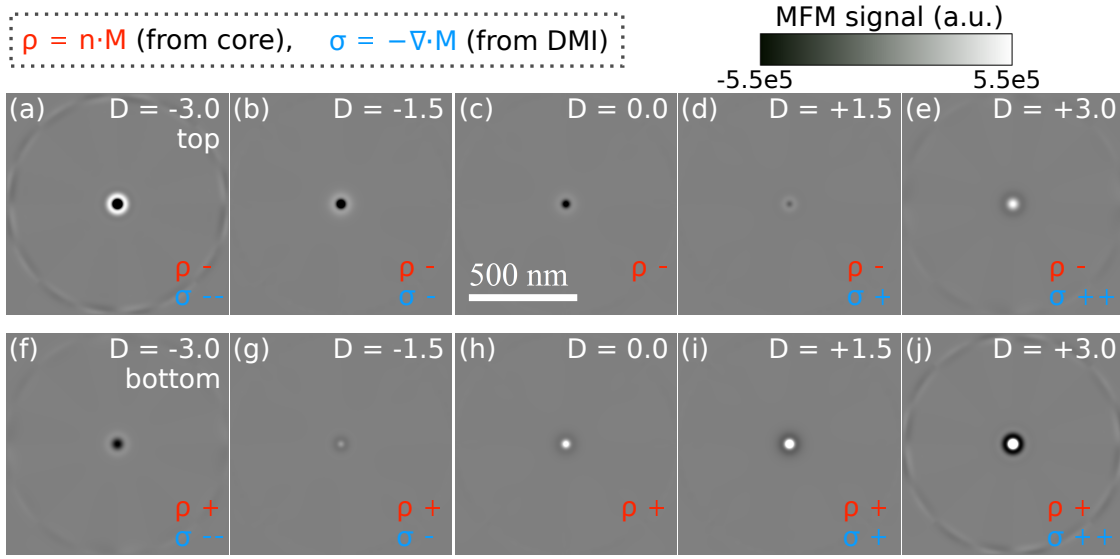 ρ = n·M (from core), σ = −∇·M (from DMI)
MFM signal (a.u.)
-5.5e5 5.5e5
(a) D = -3.0
top
ρ -
σ --
(b) D = -1.5
ρ -
σ -
(c) D = 0.0
500 nm
ρ -
(d) D = +1.5
ρ -
σ +
(e) D = +3.0
ρ -
σ ++
(f) D = -3.0
bottom
ρ +
σ --
(g) D = -1.5
ρ +
σ -
(h) D = 0.0
ρ +
(i) D = +1.5
ρ +
σ +
(j) D = +3.0
ρ +
σ ++